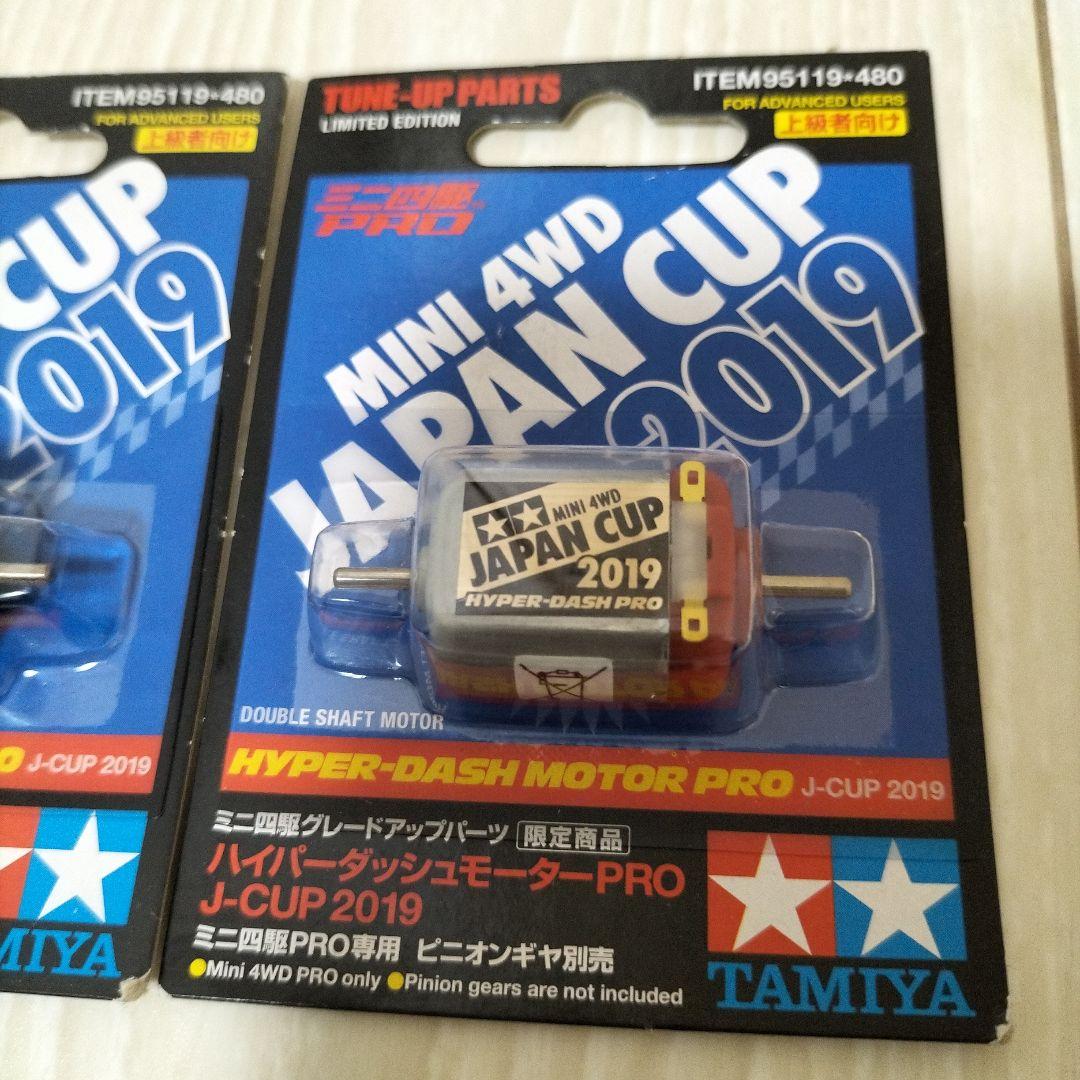 ITEM95119*480
FOR ADVANCED USERS
上級者向け
CUP
2019
J-CUP 2019
TUNE-UP PARTS
LIMITED EDITION
ITEM95119*480
FOR ADVANCED USERS
上級者向け
ミニ四駆
PRO
MINI 4WD
JAPAN CUP
2019
MINI 4WD
JAPAN CUP
2019
HYPER-DASH PRO
DOUBLE SHAFT MOTOR
HYPER-DASH MOTOR PRO J-CUP 2019
ミニ四駆グレードアップパーツ 限定商品
ハイパーダッシュモーターPRO
J-CUP 2019
ミニ四駆PRO専用 ピニオンギヤ別売
●Mini 4WD PRO only ●Pinion gears are not included
TAMIYA